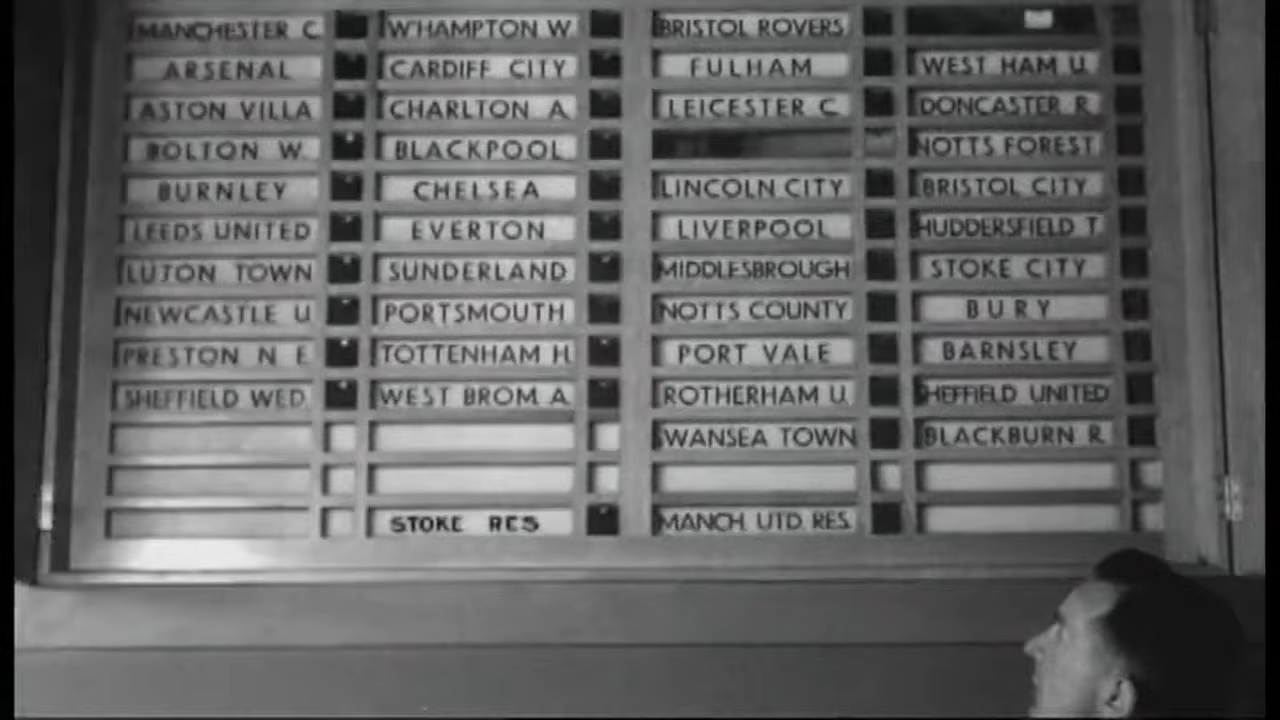 MANCHESTER C. W'HAMPTON W. BRISTOL ROVERS
ARSENAL CARDIFF CITY FULHAM WEST HAM U.
ASTON VILLA CHARLTON A. LEICESTER C. DONCASTER R.
BOLTON W. BLACKPOOL NOTTS FOREST
BURNLEY CHELSEA LINCOLN CITY BRISTOL CITY
LEEDS UNITED EVERTON LIVERPOOL HUDDERSFIELD T.
LUTON TOWN SUNDERLAND MIDDLESBROUGH STOKE CITY
NEWCASTLE U. PORTSMOUTH NOTTS COUNTY BURY
PRESTON N E. TOTTENHAM H. PORT VALE BARNSLEY
SHEFFIELD WED. WEST BROM A. ROTHERHAM U. SHEFFIELD UNITED
SWANSEA TOWN BLACKBURN R.
STOKE RES MANCH. UTD RES.